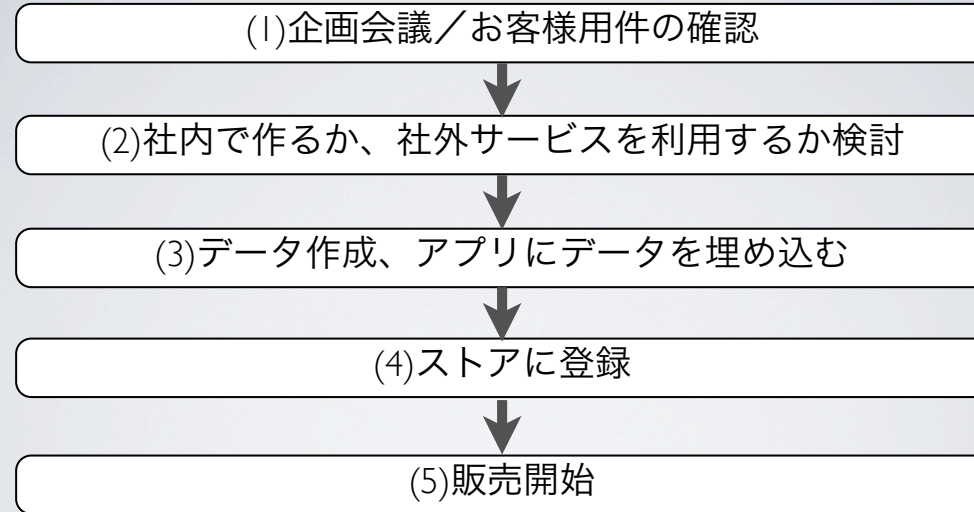 (1)企画会議／お客様用件の確認
(2)社内で作るか、社外サービスを利用するか検討
(3)データ作成、アプリにデータを埋め込む
(4)ストアに登録
(5)販売開始